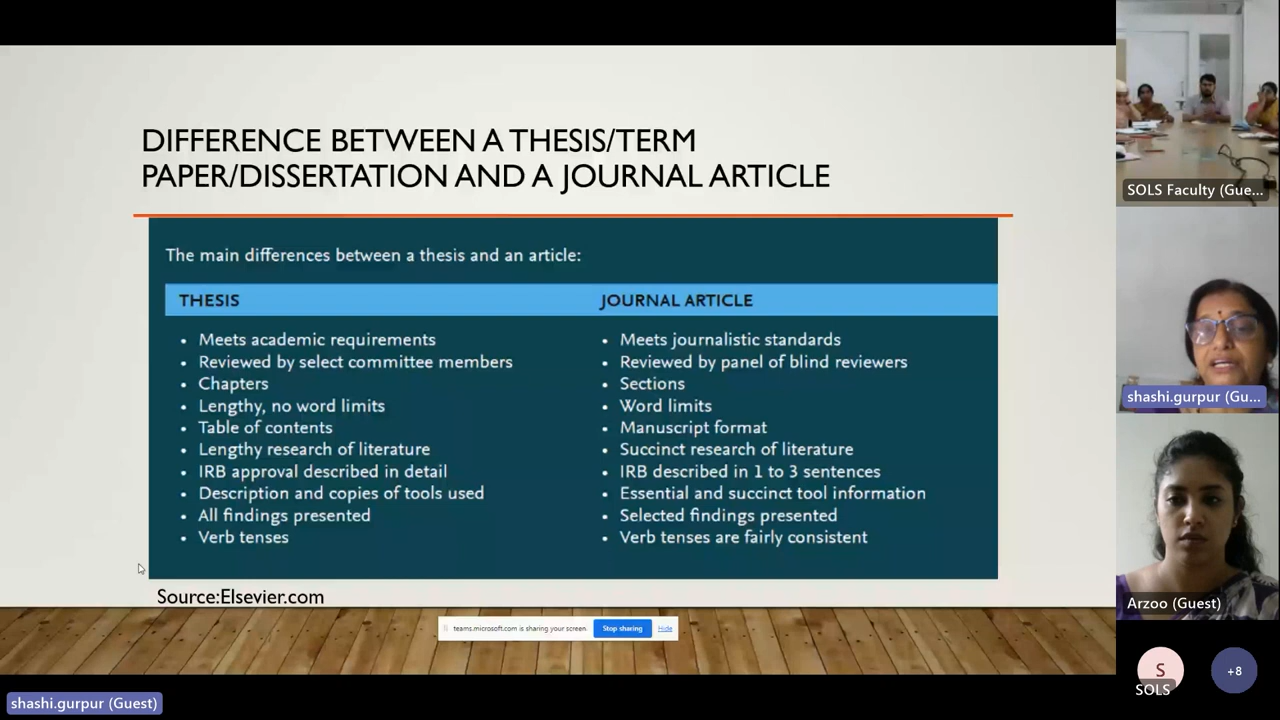 DIFFERENCE BETWEEN A THESIS/TERM
PAPER/DISSERTATION AND A JOURNAL ARTICLE
The main differences between a thesis and an article:
THESIS
• Meets academic requirements
• Reviewed by select committee members
• Chapters
• Lengthy, no word limits
• Table of contents
• Lengthy research of literature
• IRB approval described in detail
• Description and copies of tools used
• All findings presented
• Verb tenses
JOURNAL ARTICLE
• Meets journalistic standards
• Reviewed by panel of blind reviewers
• Sections
• Word limits
• Manuscript format
• Succinct research of literature
• IRB described in 1 to 3 sentences
• Essential and succinct tool information
• Selected findings presented
• Verb tenses are fairly consistent
Source:Elsevier.com
teams.microsoft.com is sharing your screen.
Stop sharing
Hide
shashi.gurpur (Guest)
SOLS Faculty (Gue...
shashi.gurpur (Gu...
Arzoo (Guest)
S
SOLS
+8